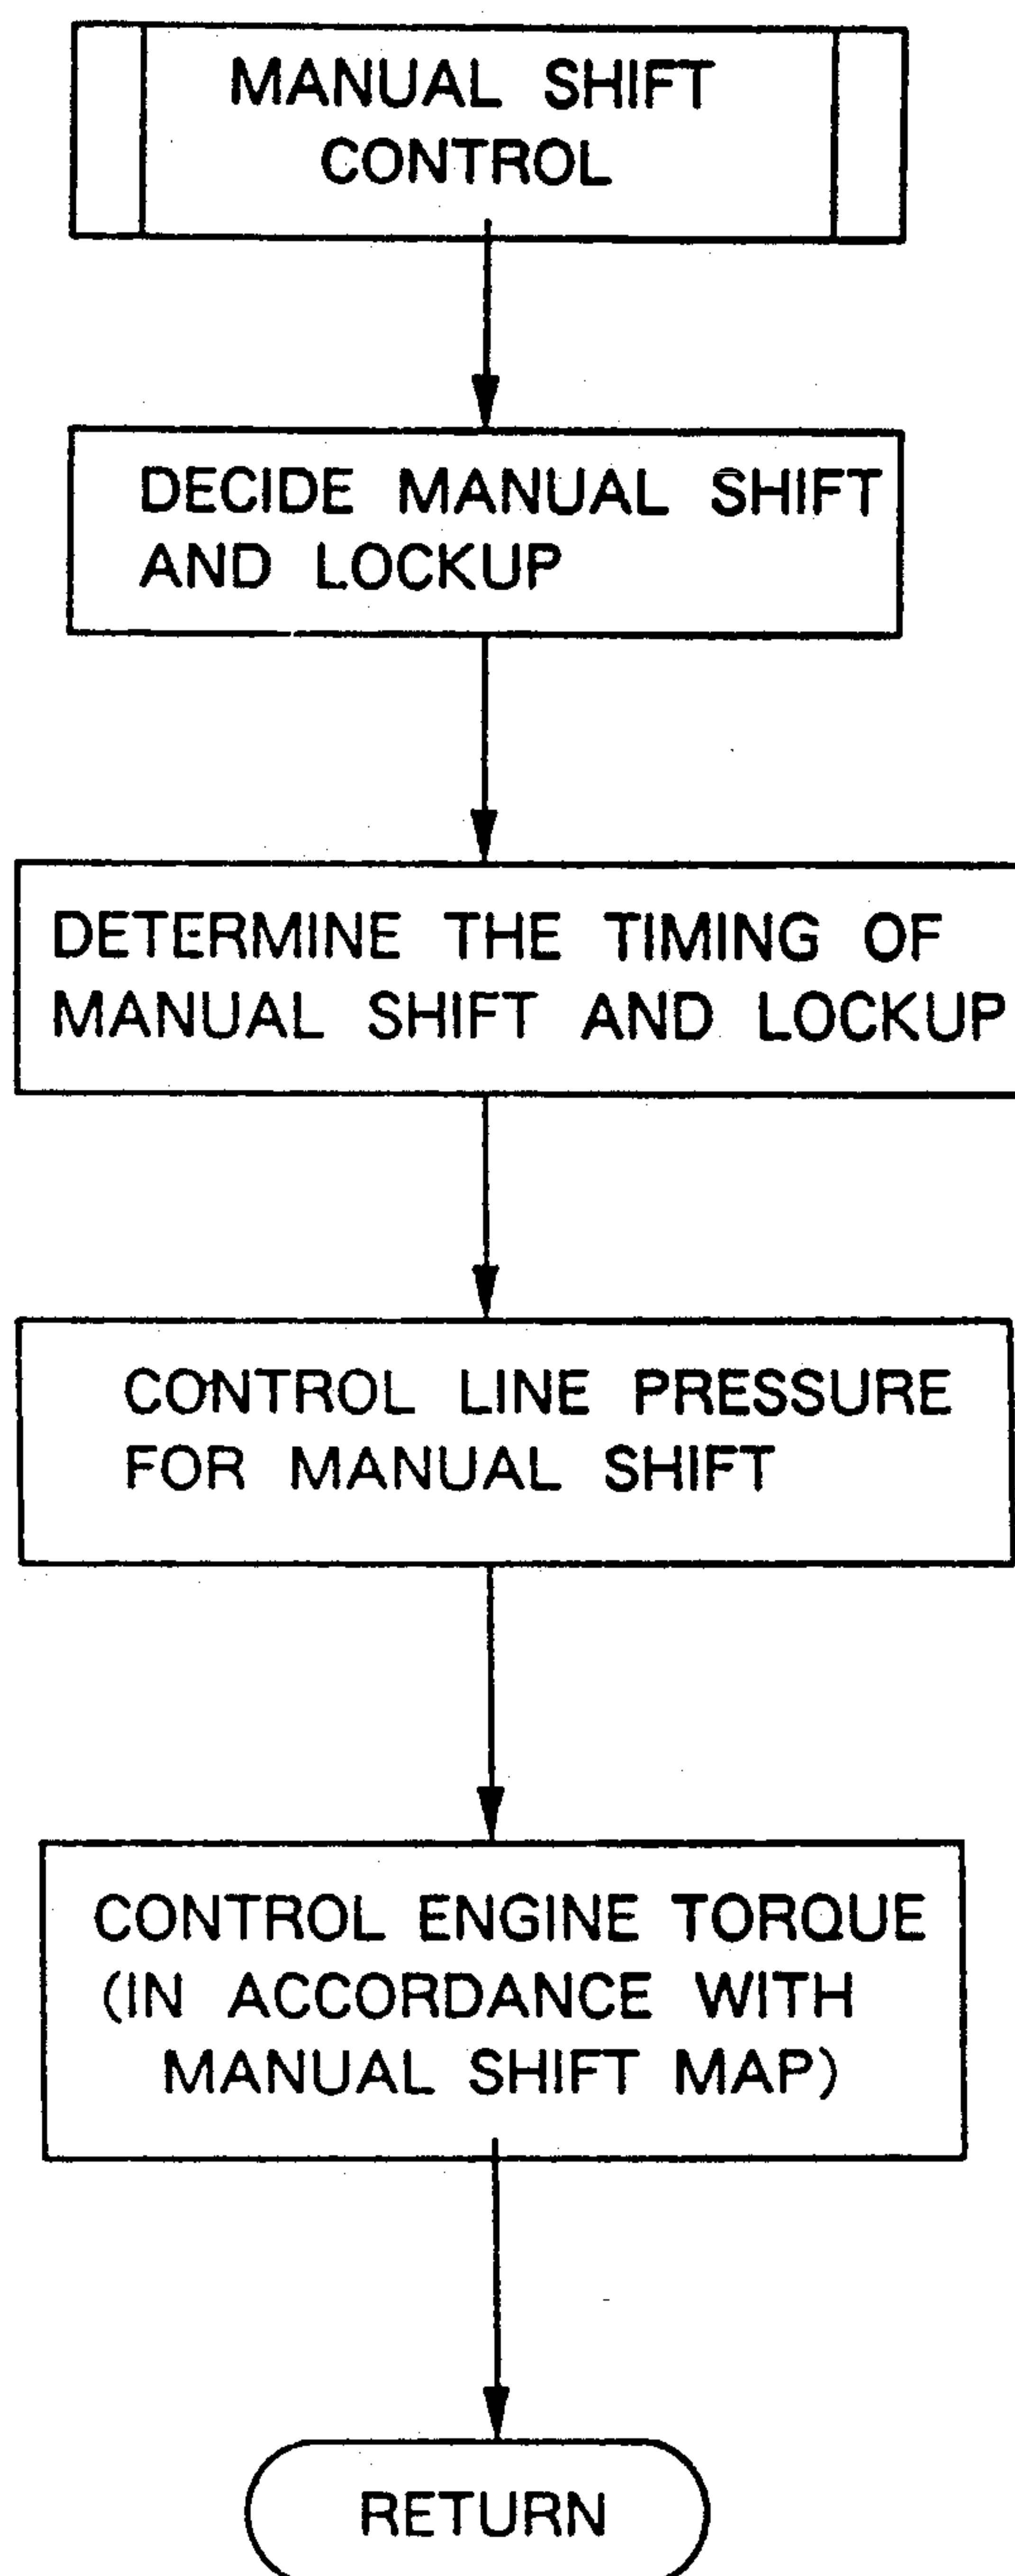 MANUAL SHIFT
CONTROL
DECIDE MANUAL SHIFT
AND LOCKUP
DETERMINE THE TIMING OF
MANUAL SHIFT AND LOCKUP
CONTROL LINE PRESSURE
FOR MANUAL SHIFT
CONTROL ENGINE TORQUE
(IN ACCORDANCE WITH
MANUAL SHIFT MAP)
RETURN